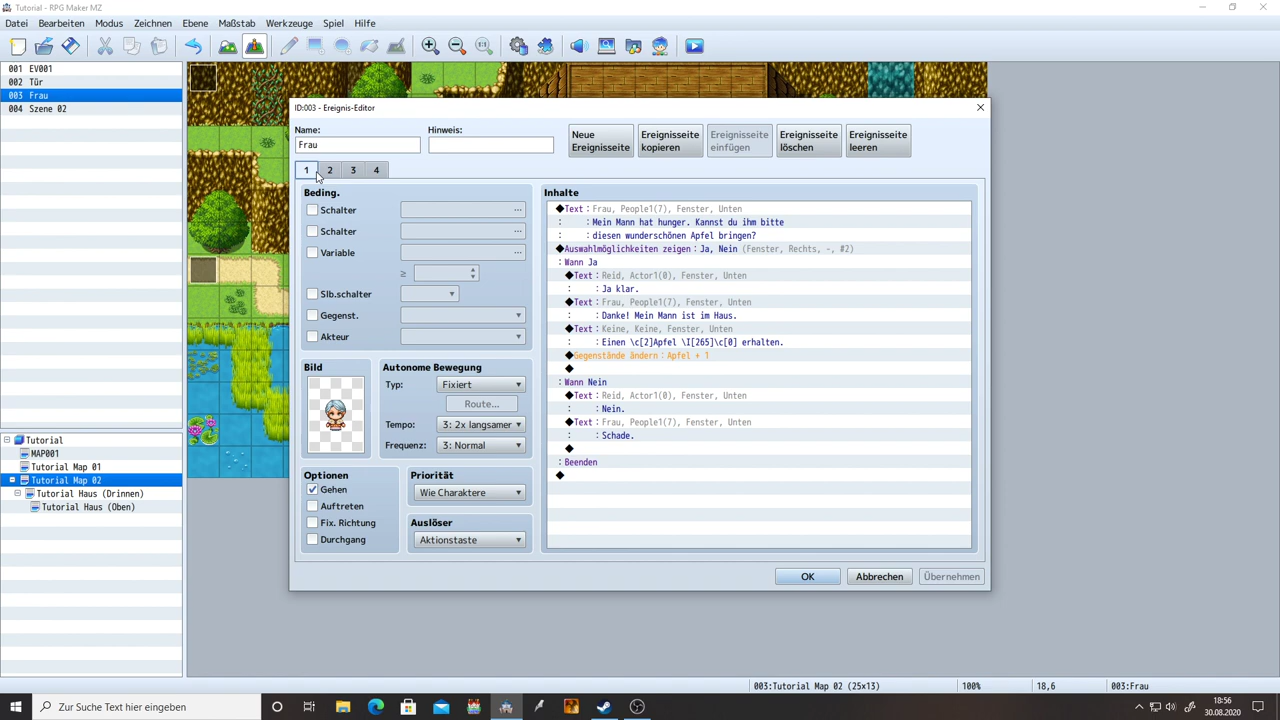 Tutorial - RPG Maker MZ
Datei Bearbeiten Modus Zeichnen Ebene Maßstab Werkzeuge Spiel Hilfe
001 EV001
002 Tür
003 Frau
004 Szene 02
Tutorial
MAP001
Tutorial Map 01
Tutorial Map 02
Tutorial Haus (Drinnen)
Tutorial Haus (Oben)
ID:003 - Ereignis-Editor
Name:
Frau
Hinweis:
Neue Ereignisseite
Ereignisseite kopieren
Ereignisseite einfügen
Ereignisseite löschen
Ereignisseite leeren
1 2 3 4
Beding.
Schalter ...
Schalter ...
Variable ...
≥
Slb.schalter
Gegenst.
Akteur
Bild
Autonome Bewegung
Typ: Fixiert
Route...
Tempo: 3: 2x langsamer
Frequenz: 3: Normal
Optionen
Gehen
Auftreten
Fix. Richtung
Durchgang
Priorität
Wie Charaktere
Auslöser
Aktionstaste
Inhalte
◆Text : Frau, People1(7), Fenster, Unten
: : Mein Mann hat hunger. Kannst du ihm bitte
: : diesen wunderschönen Apfel bringen?
◆Auswahlmöglichkeiten zeigen : Ja, Nein (Fenster, Rechts, -, #2)
: Wann Ja
◆Text : Reid, Actor1(0), Fenster, Unten
: : Ja klar.
◆Text : Frau, People1(7), Fenster, Unten
: : Danke! Mein Mann ist im Haus.
◆Text : Keine, Keine, Fenster, Unten
: : Einen \c[2]Apfel \I[265]\c[0] erhalten.
◆Gegenstände ändern : Apfel + 1
◆
: Wann Nein
◆Text : Reid, Actor1(0), Fenster, Unten
: : Nein.
◆Text : Frau, People1(7), Fenster, Unten
: : Schade.
◆
: Beenden
◆
OK Abbrechen Übernehmen
003:Tutorial Map 02 (25x13) 100% 18,6 003:Frau
Zur Suche Text hier eingeben
18:56
30.08.2020